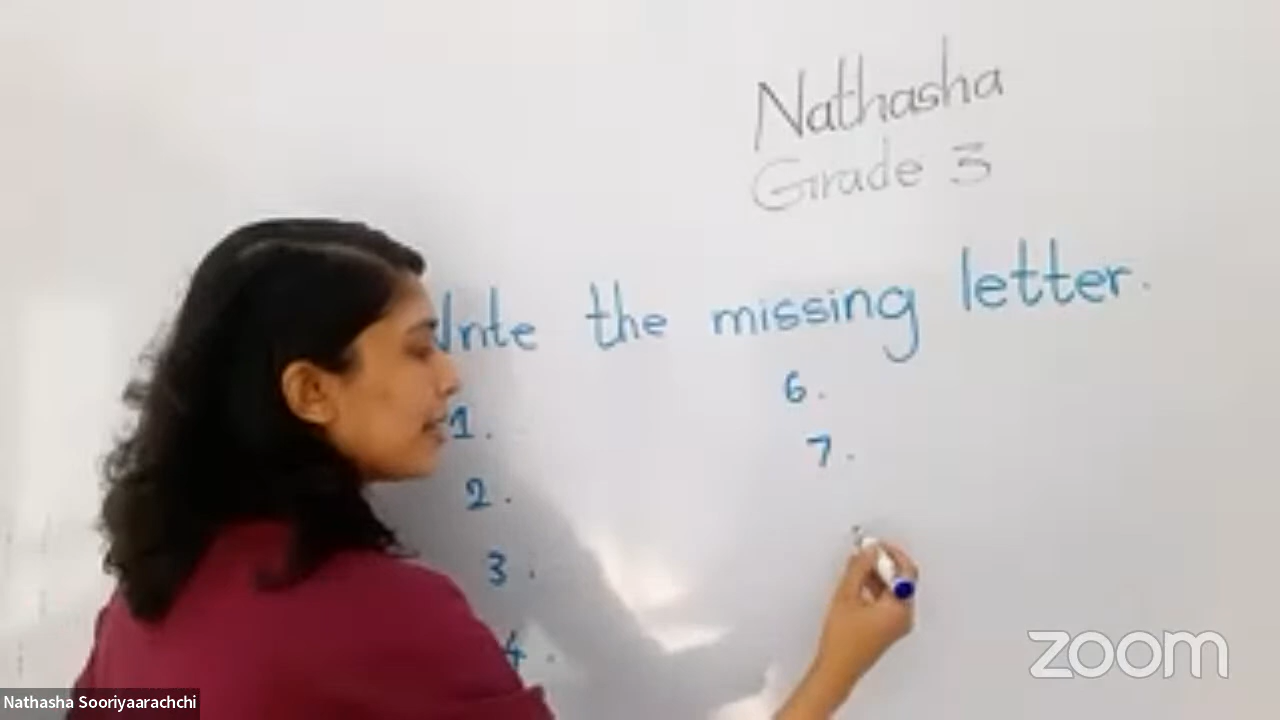 Nathasha
Grade 3
Write the missing letter.
1.
2.
3.
4.
6.
7.
zoom
Nathasha Sooriyaarachchi